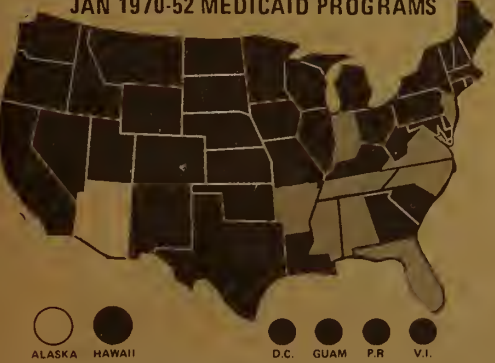 JAN 1970-52 MEDICAID PROGRAMS
ALASKA HAWAII D.C. GUAM P.R V.I.